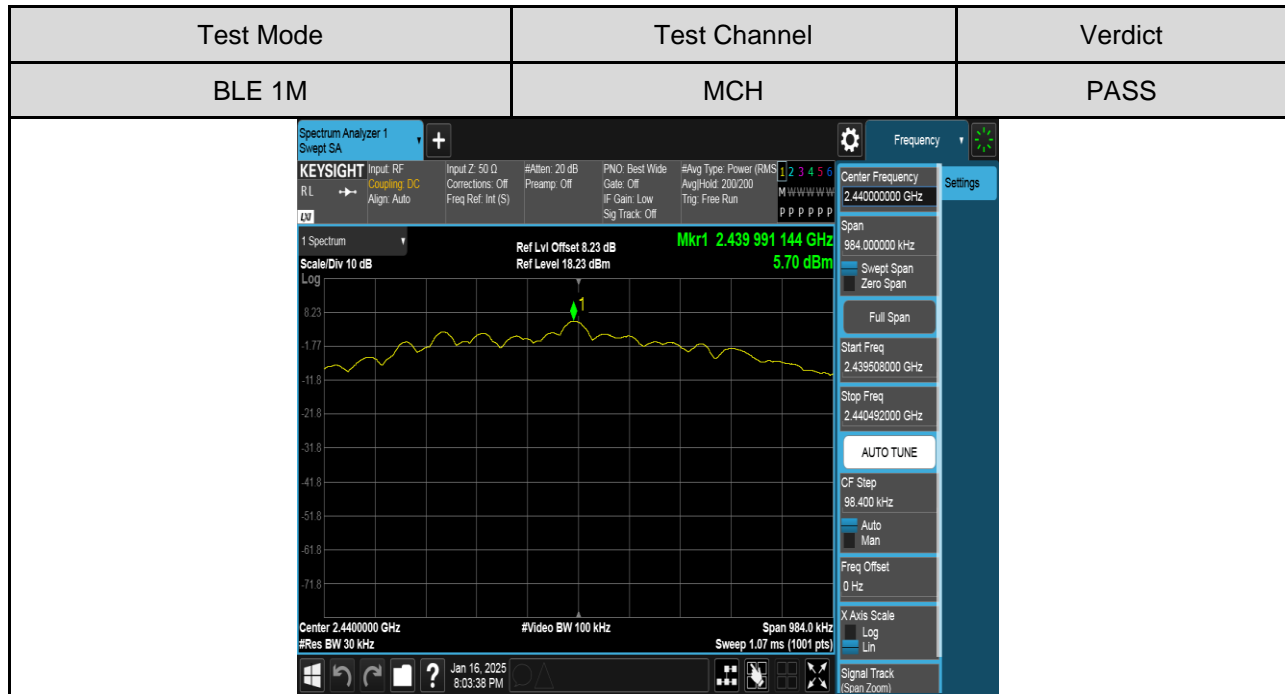 Test Mode Test Channel Verdict
BLE 1M MCH PASS
Spectrum Analyzer 1
Swept SA
+
Frequency
KEYSIGHT
RL
LXI
Input: RF
Coupling: DC
Align: Auto
Input Z: 50 Ω
Corrections: Off
Freq Ref: Int (S)
#Atten: 20 dB
Preamp: Off
PNO: Best Wide
Gate: Off
IF Gain: Low
Sig Track: Off
#Avg Type: Power (RMS
Avg|Hold: 200/200
Trig: Free Run
1 2 3 4 5 6
M W W W W W
P P P P P P
1 Spectrum
Scale/Div 10 dB
Log
Ref Lvl Offset 8.23 dB
Ref Level 18.23 dBm
Mkr1 2.439 991 144 GHz
5.70 dBm
1
8.23
-1.77
-11.8
-21.8
-31.8
-41.8
-51.8
-61.8
-71.8
Center 2.4400000 GHz
#Res BW 30 kHz
#Video BW 100 kHz
Span 984.0 kHz
Sweep 1.07 ms (1001 pts)
Center Frequency
2.440000000 GHz
Settings
Span
984.000000 kHz
Swept Span
Zero Span
Full Span
Start Freq
2.439508000 GHz
Stop Freq
2.440492000 GHz
AUTO TUNE
CF Step
98.400 kHz
Auto
Man
Freq Offset
0 Hz
X Axis Scale
Log
Lin
Signal Track
(Span Zoom)
?
Jan 16, 2025
8:03:38 PM